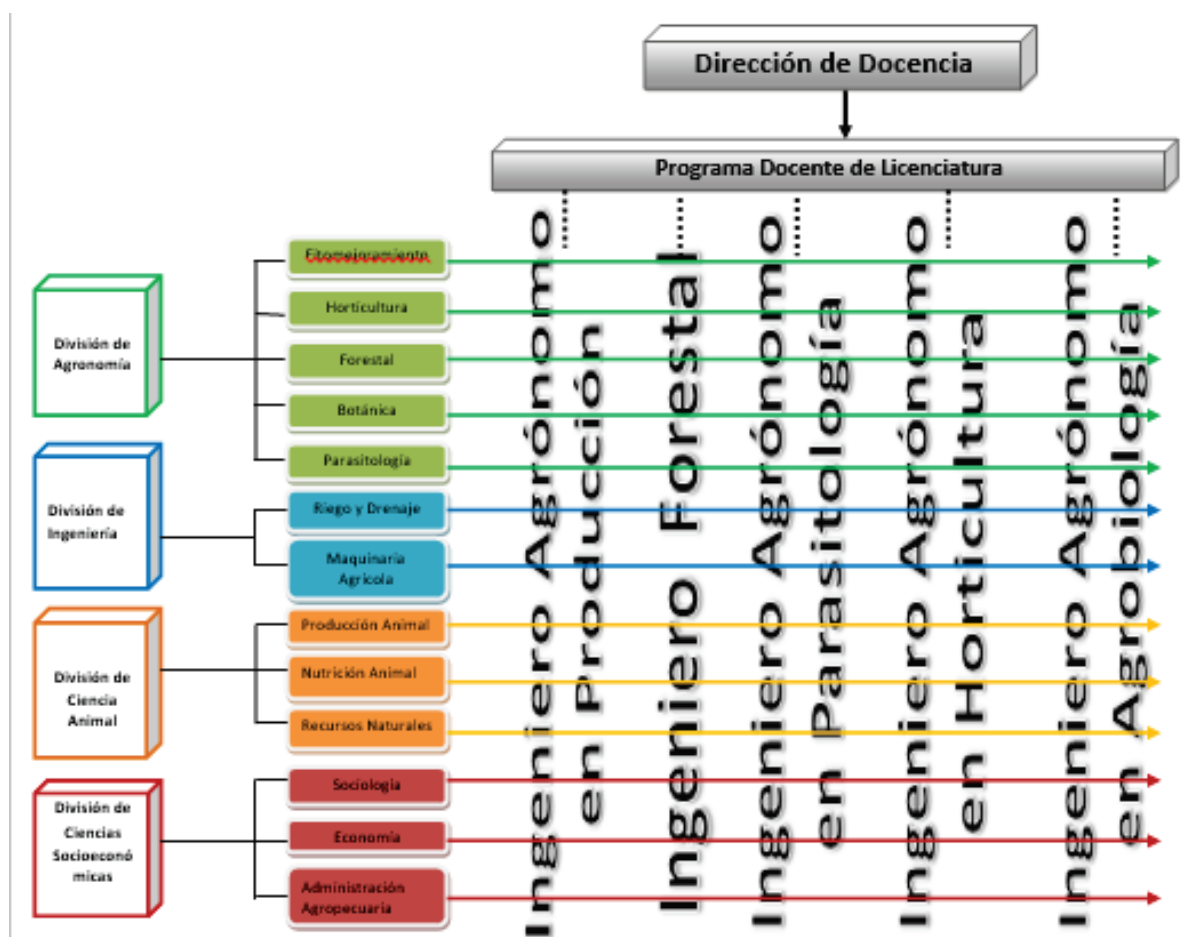 Dirección de Docencia
Programa Docente de Licenciatura
División de
Agronomía
Fitomejoramiento
Horticultura
Forestal
Botánica
Parasitología
División de
Ingeniería
Riego y Drenaje
Maquinaria
Agrícola
División de
Ciencia
Animal
Producción Animal
Nutrición Animal
Recursos Naturales
División de
Ciencias
Socioeconó
micas
Sociología
Economía
Administración
Agropecuaria
Ingeniero Agrónomo
en Producción
Ingeniero Forestal
Ingeniero Agrónomo
en Parasitología
Ingeniero Agrónomo
en Horticultura
Ingeniero Agrónomo
en Agrobiología